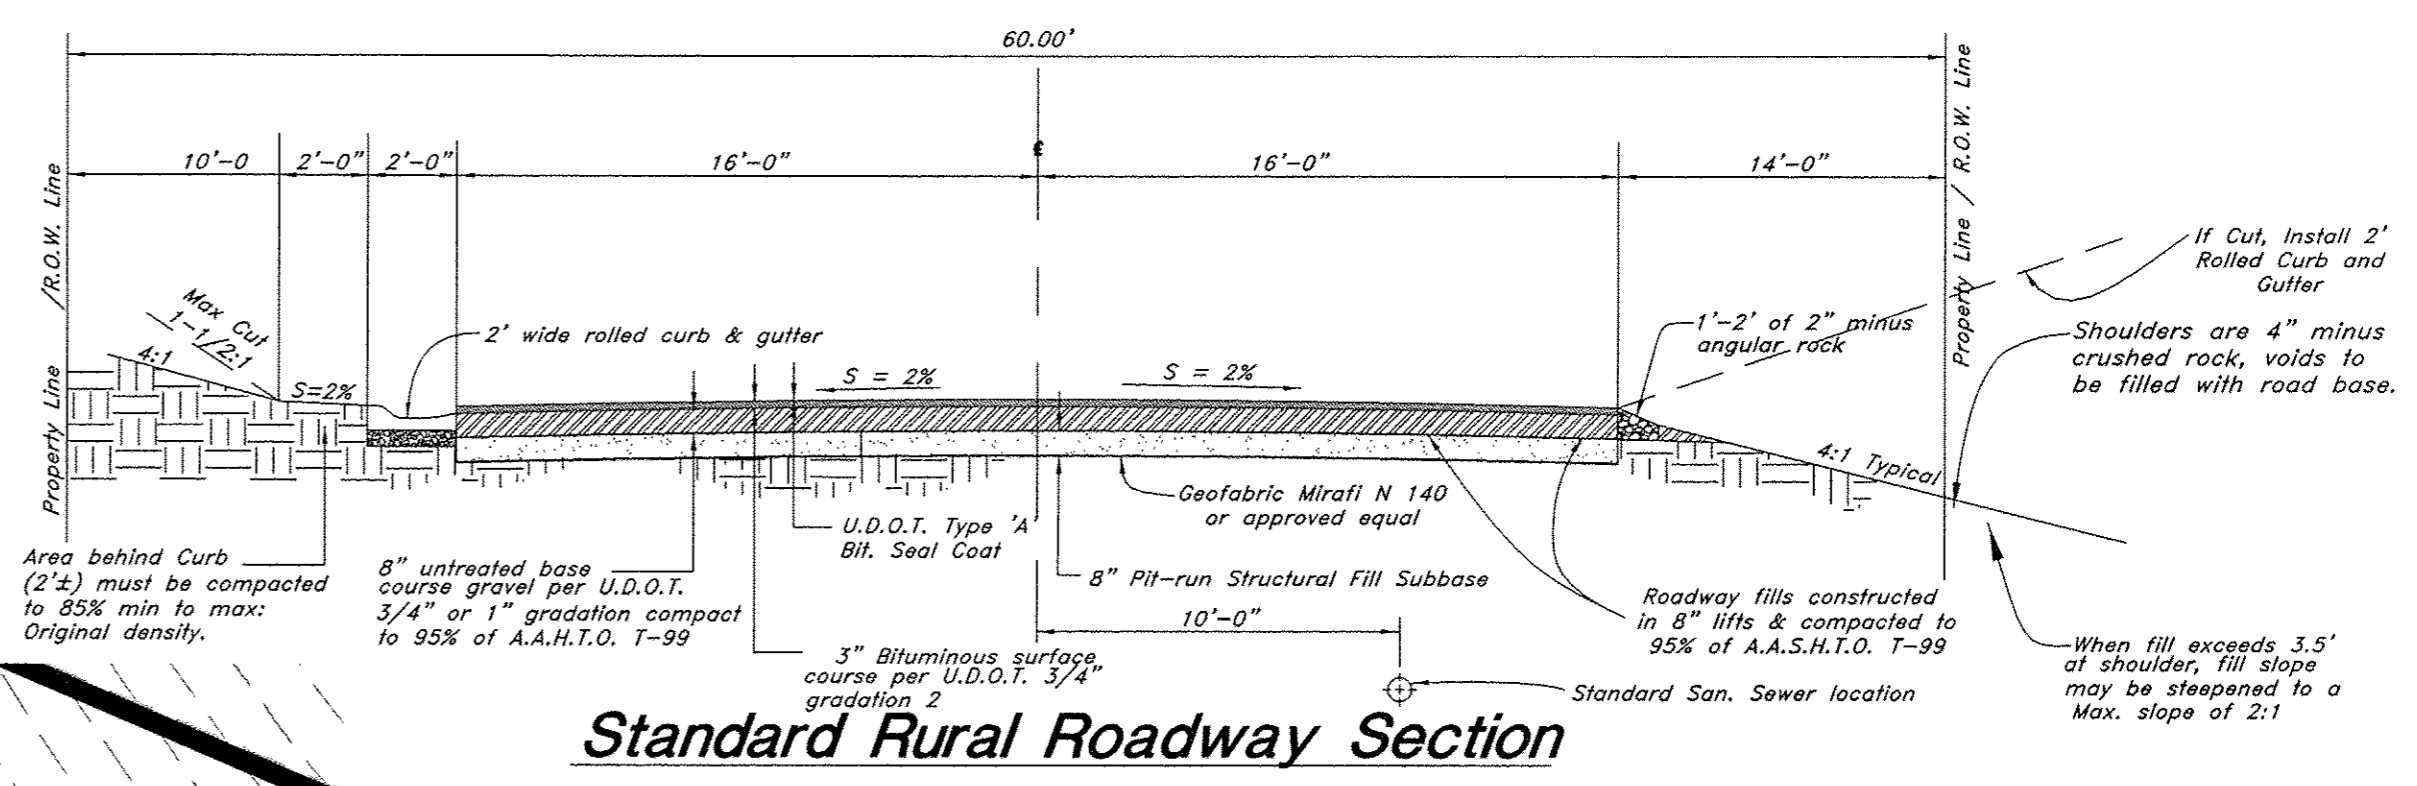 60.00'
10'-0
2'-0"
2'-0"
16'-0"
16'-0"
14'-0"
Property Line /R.O.W. Line
Property Line / R.O.W. Line
If Cut, Install 2'
Rolled Curb and
Gutter
Max Cut
1-1/2:1
4:1
S=2%
2' wide rolled curb & gutter
S = 2%
S = 2%
1'-2' of 2" minus
angular rock
Shoulders are 4" minus
crushed rock, voids to
be filled with road base.
4:1 Typical
Geofabric Mirafi N 140
or approved equal
U.D.O.T. Type 'A'
Bit. Seal Coat
Area behind Curb
(2'±) must be compacted
to 85% min to max:
Original density.
8" untreated base
course gravel per U.D.O.T.
3/4" or 1" gradation compact
to 95% of A.A.H.T.O. T-99
8" Pit-run Structural Fill Subbase
10'-0"
Roadway fills constructed
in 8" lifts & compacted to
95% of A.A.S.H.T.O. T-99
3" Bituminous surface
course per U.D.O.T. 3/4"
gradation 2
Standard San. Sewer location
When fill exceeds 3.5'
at shoulder, fill slope
may be steepened to a
Max. slope of 2:1
Standard Rural Roadway Section